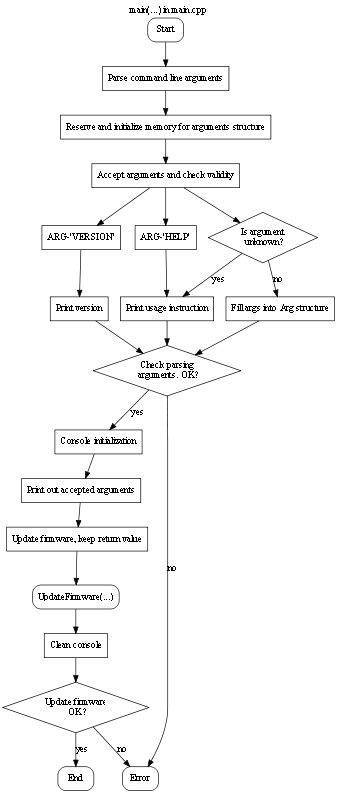 main(...) in main.cpp
Start
Parse command line arguments
Reserve and initialize memory for arguments structure
Accept arguments and check validity
ARG-'VERSION'
ARG-'HELP'
Is argument
unknown?
yes
no
Print version
Print usage instruction
Fill args into Arg structure
Check parsing
arguments. OK?
yes
Console initialization
Print out accepted arguments
Update firmware, keep return value
no
UpdateFirmware(...)
Clean console
Update firmware
OK?
yes
no
End
Error